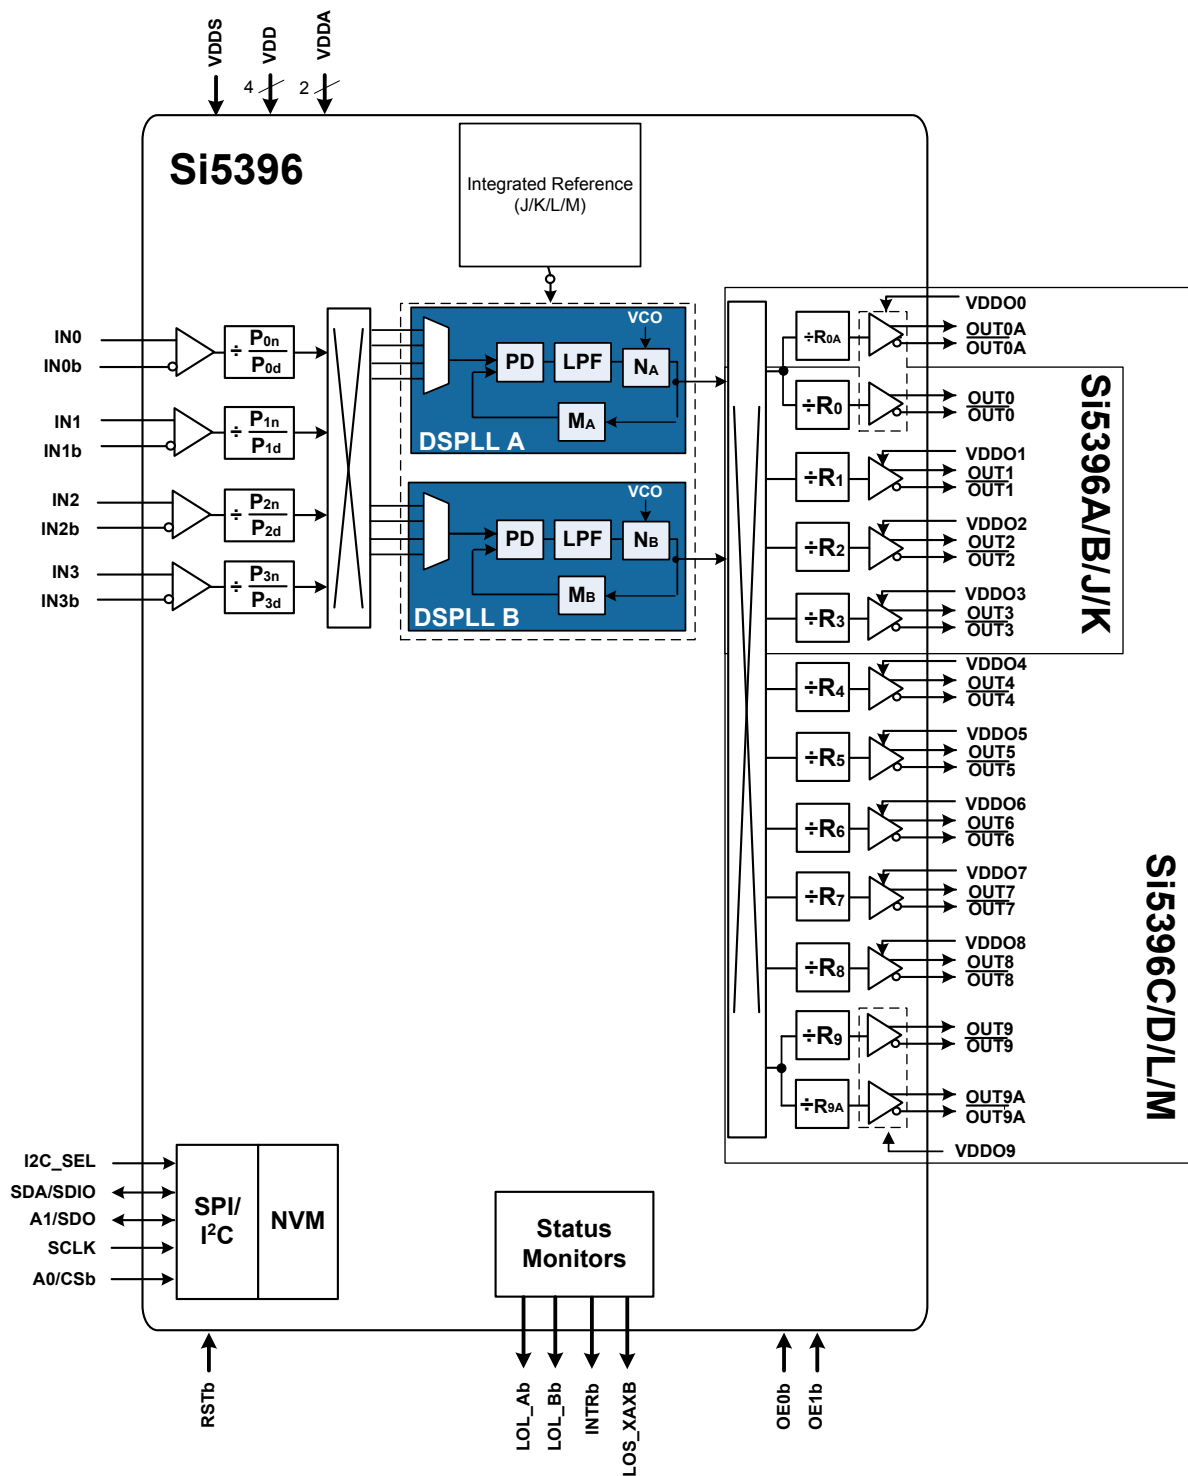 VDDS
VDD
VDDA
4
2
Si5396
Integrated Reference
(J/K/L/M)
IN0
IN0b
÷ P0n
P0d
IN1
IN1b
÷ P1n
P1d
IN2
IN2b
÷ P2n
P2d
IN3
IN3b
÷ P3n
P3d
VCO
PD
LPF
NA
MA
DSPLL A
VCO
PD
LPF
NB
MB
DSPLL B
÷R0A
÷R0
÷R1
÷R2
÷R3
÷R4
÷R5
÷R6
÷R7
÷R8
÷R9
÷R9A
VDDO0
OUT0A
OUT0A
OUT0
OUT0
VDDO1
OUT1
OUT1
VDDO2
OUT2
OUT2
VDDO3
OUT3
OUT3
VDDO4
OUT4
OUT4
VDDO5
OUT5
OUT5
VDDO6
OUT6
OUT6
VDDO7
OUT7
OUT7
VDDO8
OUT8
OUT8
OUT9
OUT9
OUT9A
OUT9A
VDDO9
Si5396A/B/J/K
Si5396C/D/L/M
I2C_SEL
SDA/SDIO
A1/SDO
SCLK
A0/CSb
SPI/
I²C
NVM
Status
Monitors
RSTb
LOL_Ab
LOL_Bb
INTRb
LOS_XAXB
OE0b
OE1b